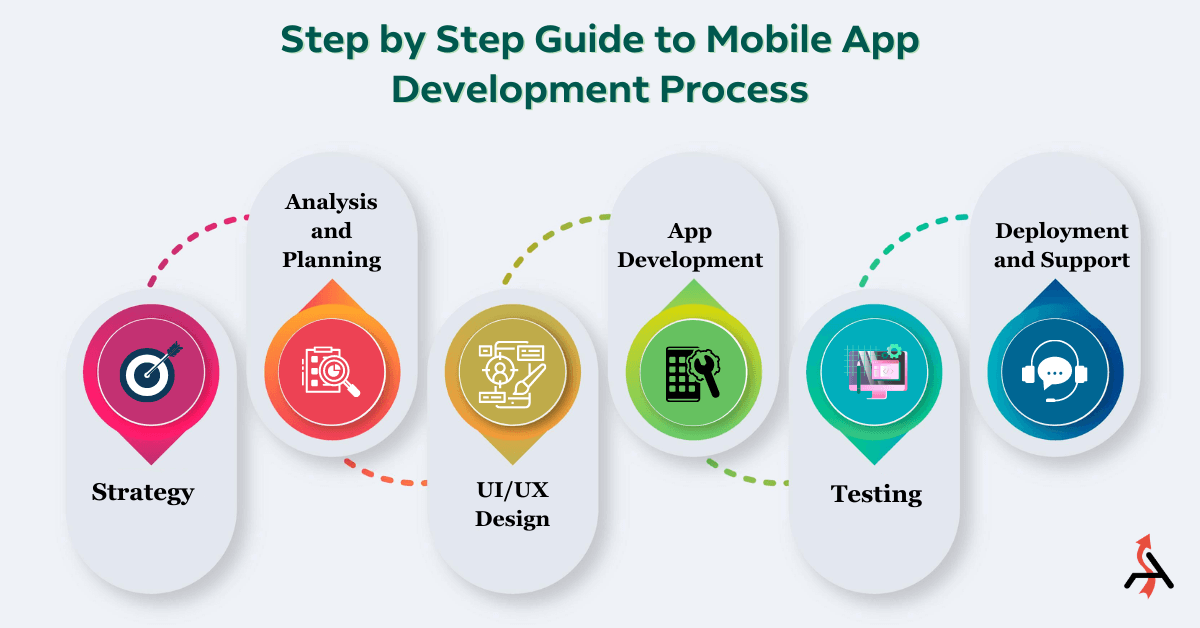 Step by Step Guide to Mobile App
Development Process
Strategy
Analysis
and
Planning
UI/UX
Design
App
Development
Testing
Deployment
and Support